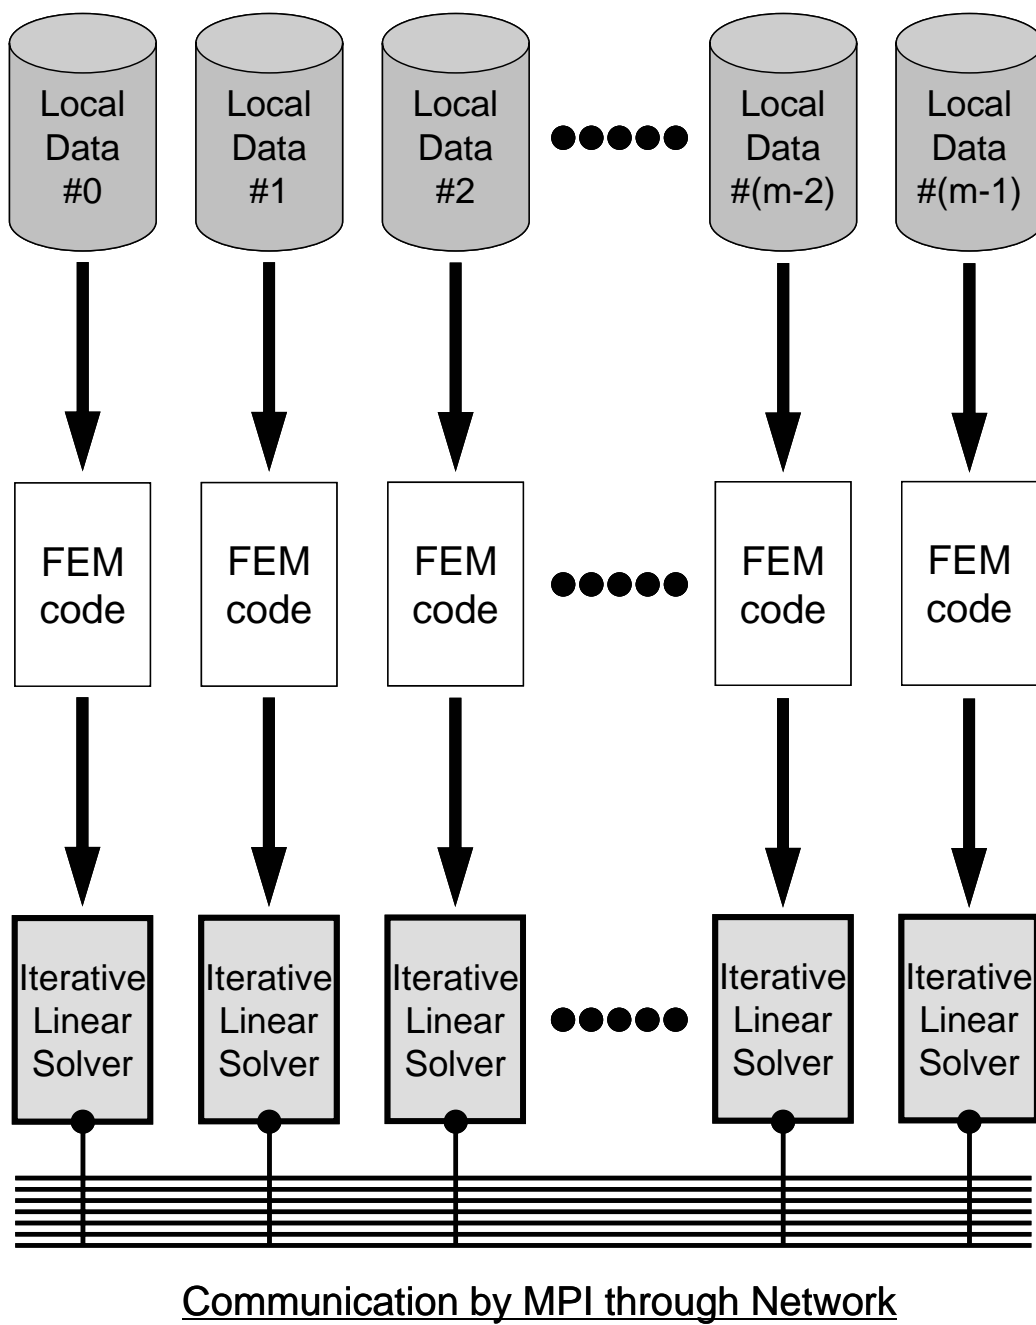 Local
Data
#0
Local
Data
#1
Local
Data
#2
Local
Data
#(m-2)
Local
Data
#(m-1)
FEM
code
FEM
code
FEM
code
FEM
code
FEM
code
Iterative
Linear
Solver
Iterative
Linear
Solver
Iterative
Linear
Solver
Iterative
Linear
Solver
Iterative
Linear
Solver
Communication by MPI through Network